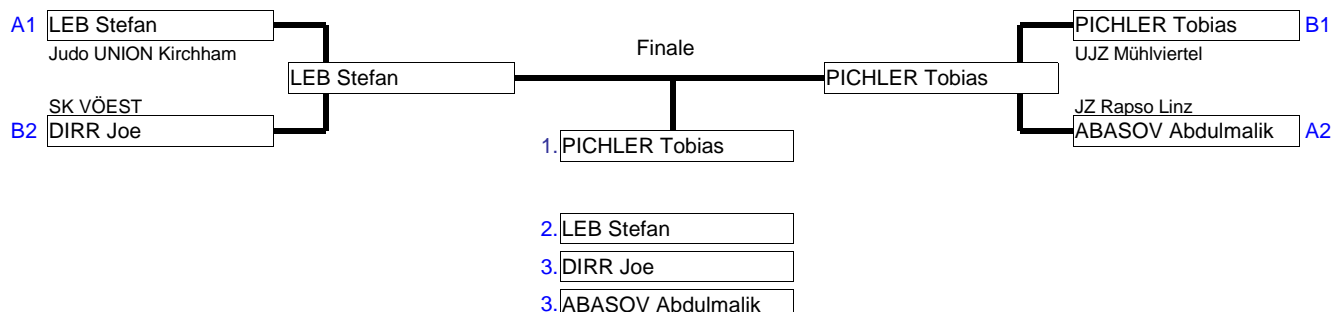 A1 LEB Stefan
Judo UNION Kirchham
LEB Stefan
SK VÖEST
B2 DIRR Joe
Finale
PICHLER Tobias B1
UJZ Mühlviertel
PICHLER Tobias
JZ Rapso Linz
ABASOV Abdulmalik A2
1. PICHLER Tobias
2. LEB Stefan
3. DIRR Joe
3. ABASOV Abdulmalik